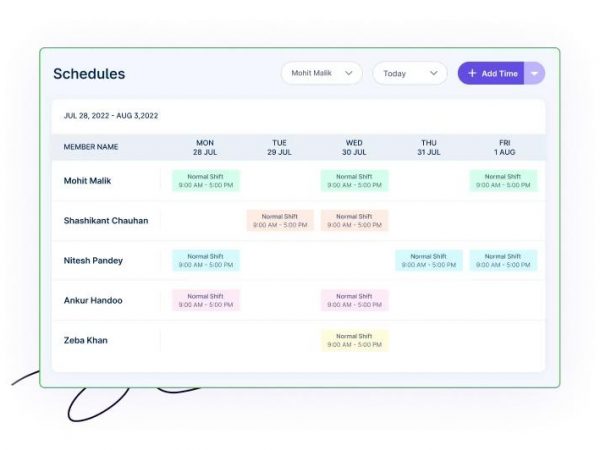 Schedules
Mohit Malik
Today
+ Add Time
JUL 28, 2022 - AUG 3,2022
MEMBER NAME
MON
28 JUL
TUE
29 JUL
WED
30 JUL
THU
31 JUL
FRI
1 AUG
Mohit Malik
Normal Shift
9:00 AM - 5:00 PM
Normal Shift
9:00 AM - 5:00 PM
Normal Shift
9:00 AM - 5:00 PM
Shashikant Chauhan
Normal Shift
9:00 AM - 5:00 PM
Normal Shift
9:00 AM - 5:00 PM
Nitesh Pandey
Normal Shift
9:00 AM - 5:00 PM
Normal Shift
9:00 AM - 5:00 PM
Normal Shift
9:00 AM - 5:00 PM
Ankur Handoo
Normal Shift
9:00 AM - 5:00 PM
Normal Shift
9:00 AM - 5:00 PM
Zeba Khan
Normal Shift
9:00 AM - 5:00 PM